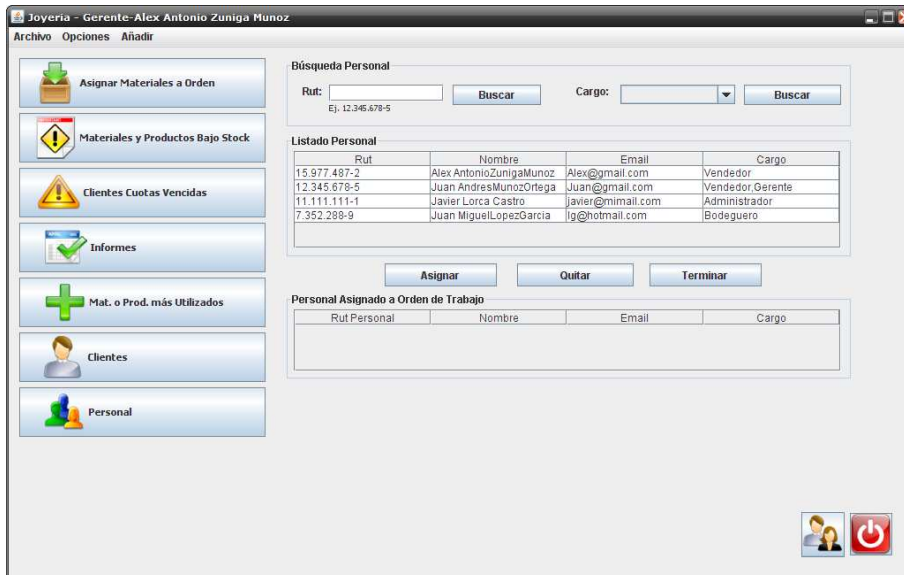 Joyeria - Gerente-Alex Antonio Zuniga Munoz
Archivo Opciones Añadir
Asignar Materiales a Orden
Materiales y Productos Bajo Stock
Clientes Cuotas Vencidas
Informes
Mat. o Prod. más Utilizados
Clientes
Personal
Búsqueda Personal
Rut: Buscar Cargo: Buscar
Ej. 12.345.678-5
Listado Personal
Rut Nombre Email Cargo
15.977.487-2 Alex AntonioZunigaMunoz Alex@gmail.com Vendedor
12.345.678-5 Juan AndresMunozOrtega Juan@gmail.com Vendedor,Gerente
11.111.111-1 Javier Lorca Castro javier@mimail.com Administrador
7.352.288-9 Juan MiguelLopezGarcia lg@hotmail.com Bodeguero
Asignar Quitar Terminar
Personal Asignado a Orden de Trabajo
Rut Personal Nombre Email Cargo